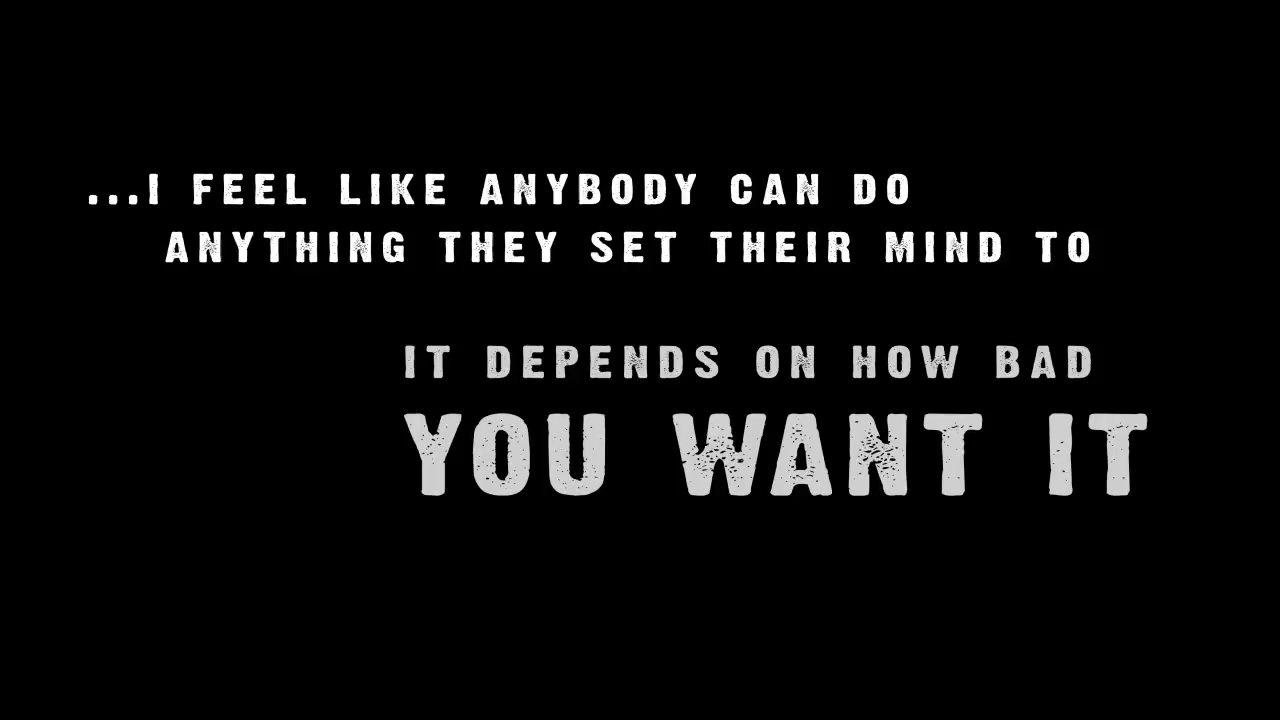 ...I FEEL LIKE ANYBODY CAN DO
ANYTHING THEY SET THEIR MIND TO
IT DEPENDS ON HOW BAD
YOU WANT IT